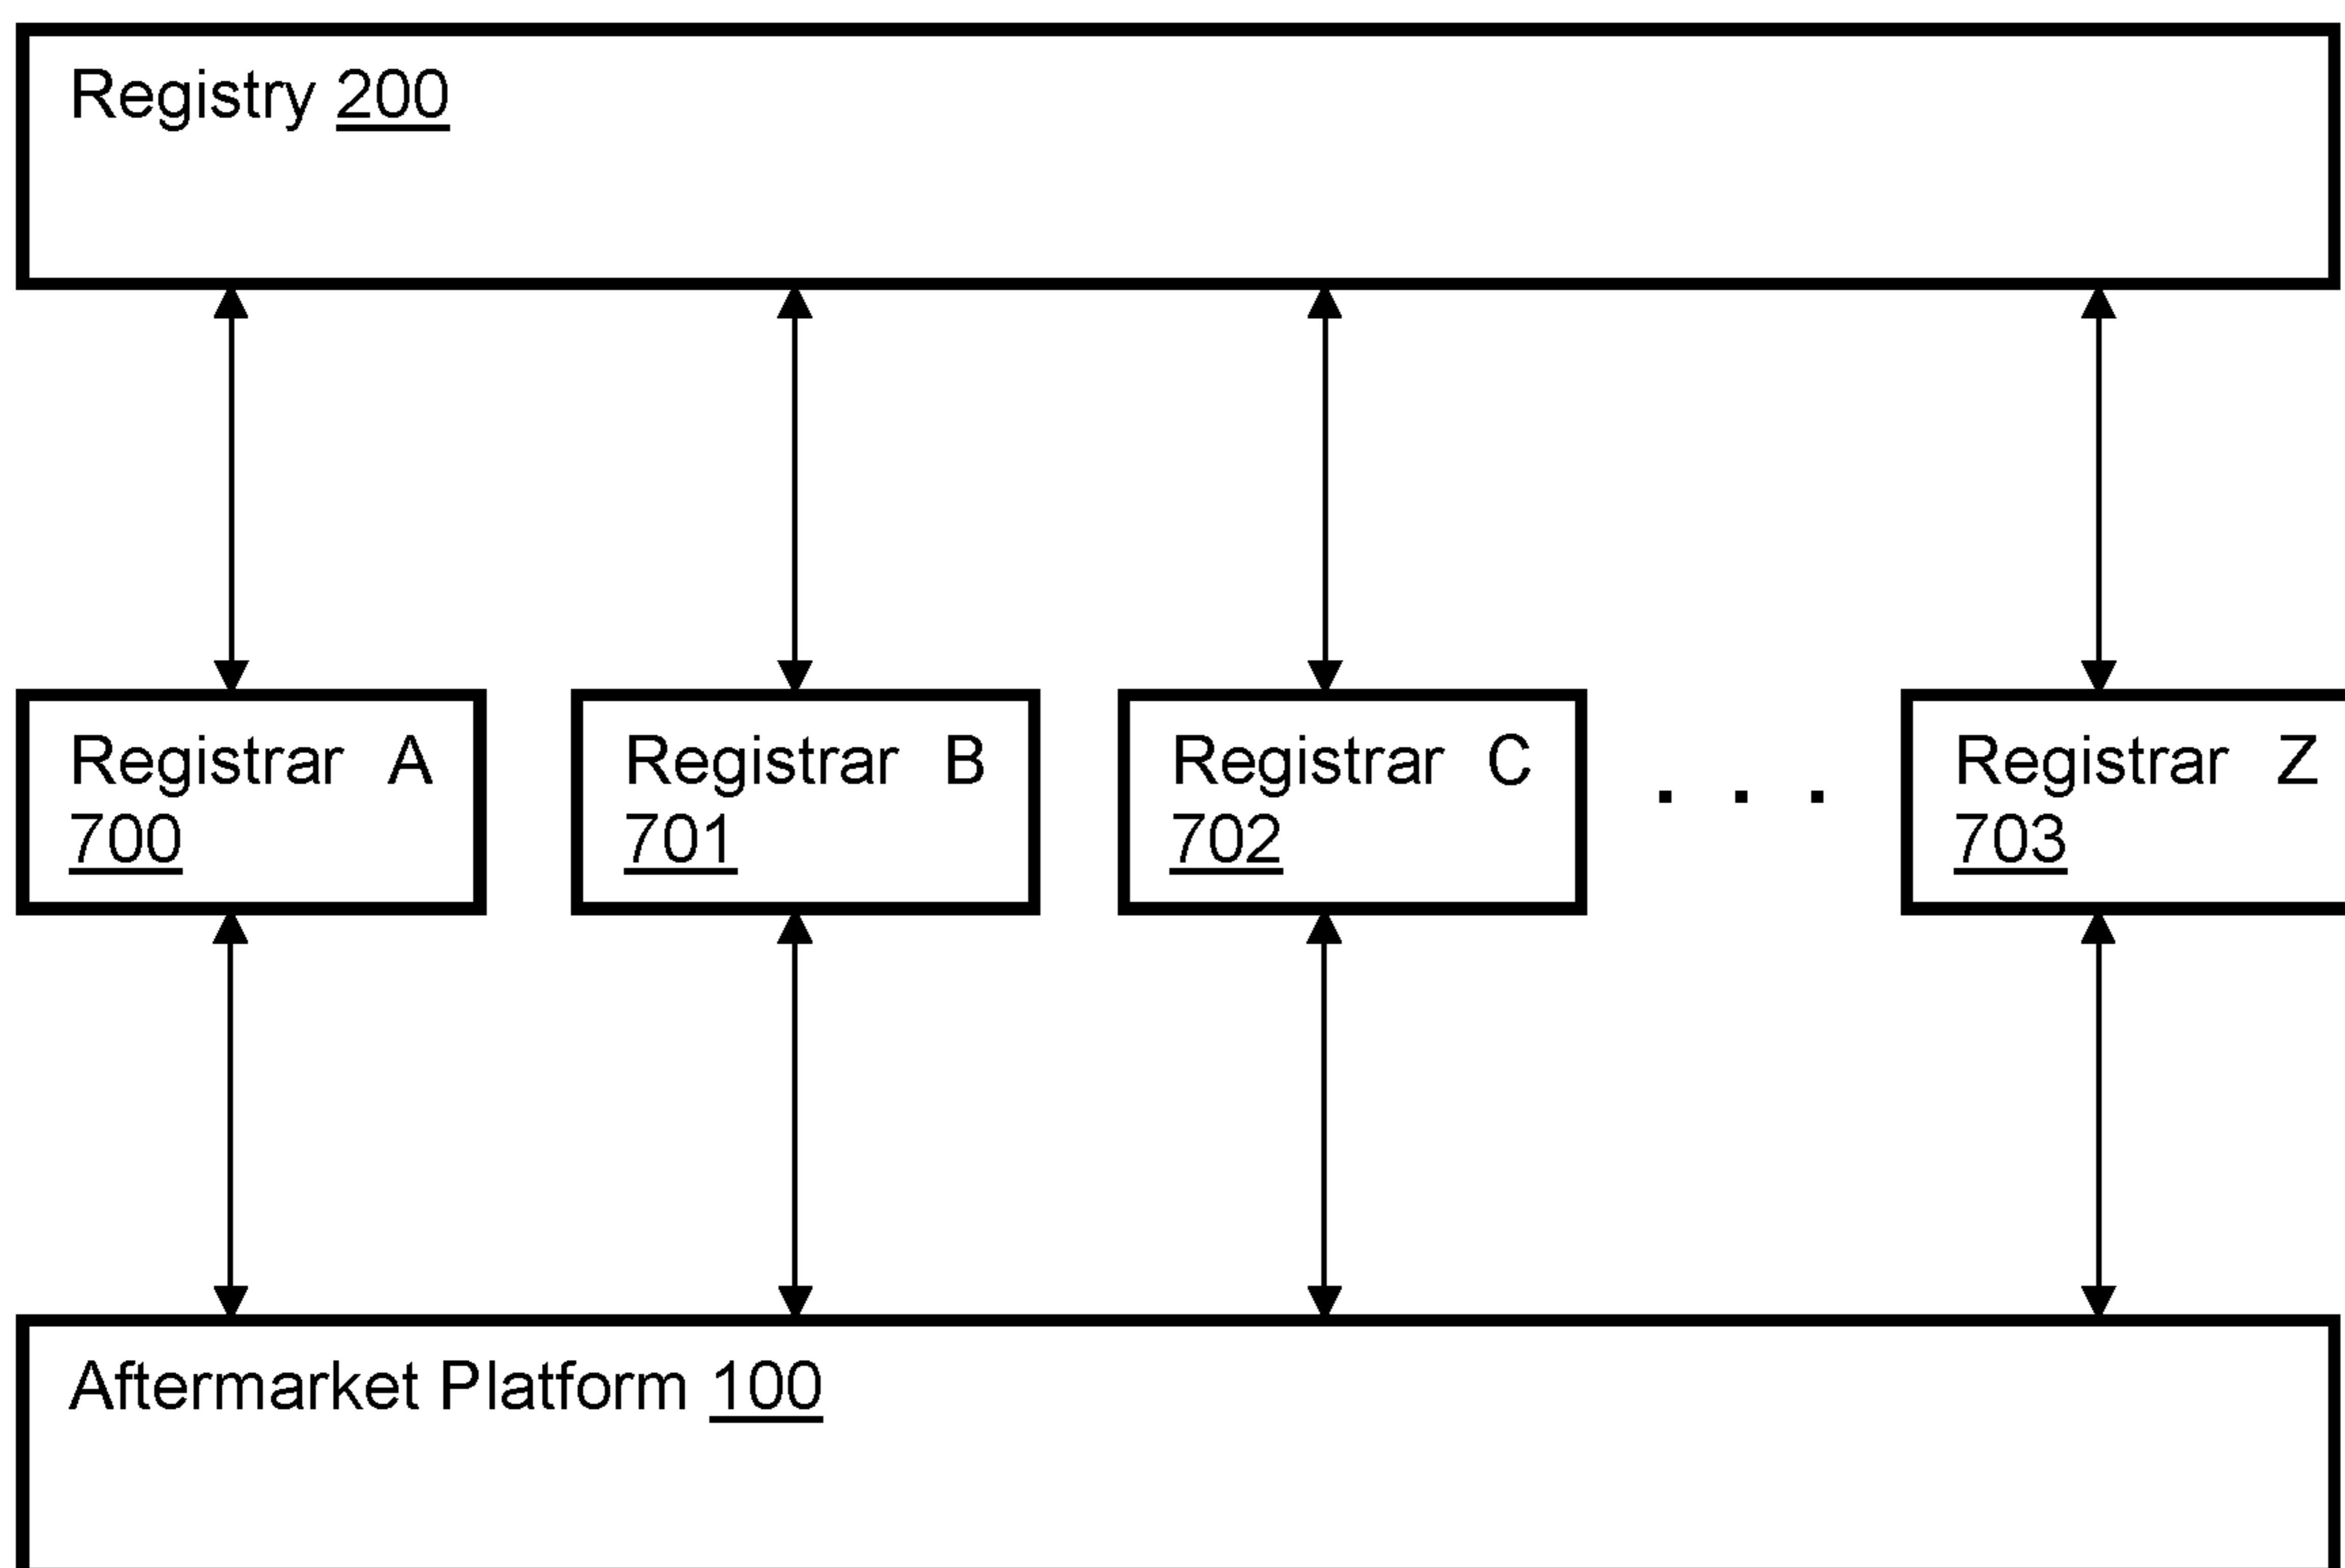 Registry 200
Registrar A
700
Registrar B
701
Registrar C
702
. . .
Registrar Z
703
Aftermarket Platform 100